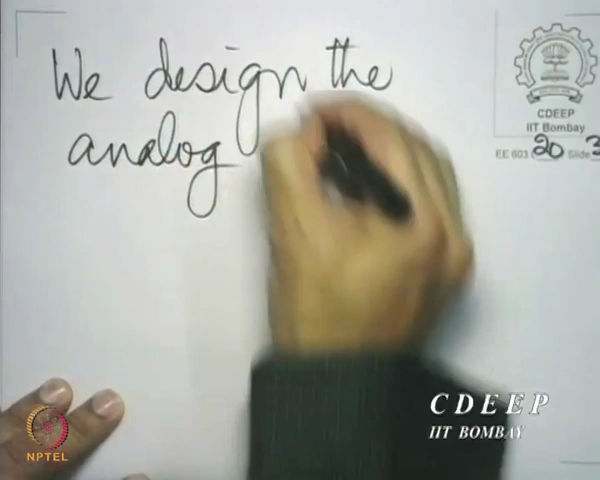 We design the
analog
CDEEP
IIT Bombay
EE 603 20 Slide 3
CDEEP
IIT BOMBAY
NPTEL